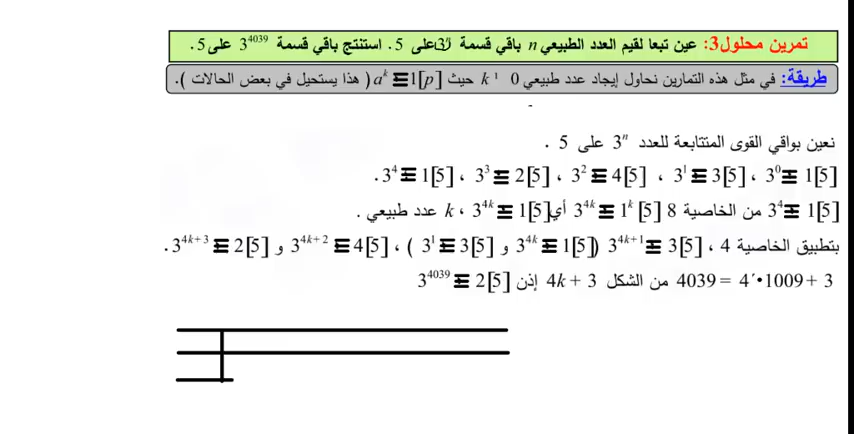 تمرين محلول3: عين تبعا لقيم العدد الطبيعي n باقي قسمة 3ⁿ على 5. استنتج باقي قسمة 3⁴⁰³⁹ على 5.
طريقة: في مثل هذه التمارين نحاول إيجاد عدد طبيعي k ¹ 0 حيث aᵏ≡1[p] ( هذا يستحيل في بعض الحالات ).
نعين بواقي القوى المتتابعة للعدد 3ⁿ على 5 .
3⁰≡1[5] ، 3¹≡3[5] ، 3²≡4[5] ، 3³≡2[5] ، 3⁴≡1[5].
3⁴≡1[5] من الخاصية 8 3⁴ᵏ≡1ᵏ[5] أي 3⁴ᵏ≡1[5] ، k عدد طبيعي .
بتطبيق الخاصية 4 ، 3⁴ᵏ⁺¹≡3[5] (3⁴ᵏ≡1[5] و 3¹≡3[5] ) ، 3⁴ᵏ⁺²≡4[5] و 3⁴ᵏ⁺³≡2[5] .
4039 = 4´•1009 + 3 من الشكل 4k + 3 إذن 3⁴⁰³⁹≡2[5]